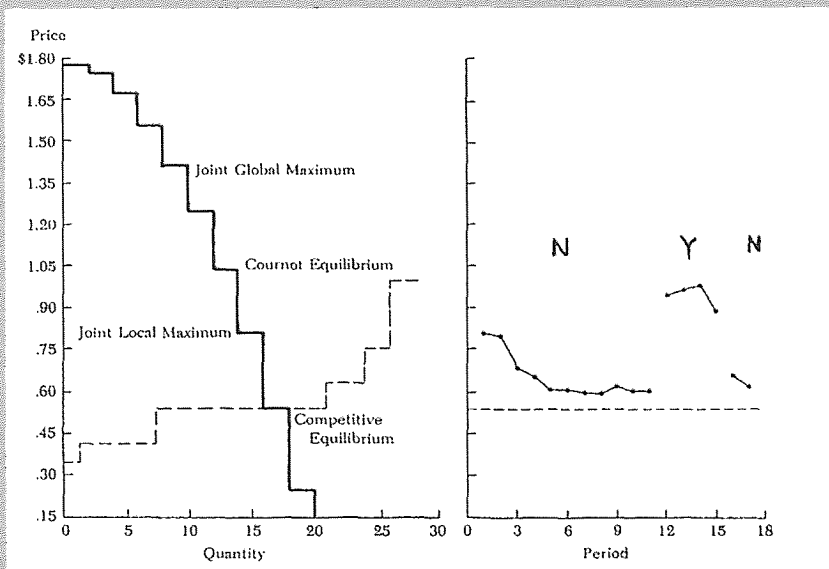 Price
$1.80
1.65
1.50
1.35
1.20
1.05
.90
.75
.60
.45
.30
.15
Joint Global Maximum
Cournot Equilibrium
Joint Local Maximum
Competitive
Equilibrium
0 5 10 15 20 25 30
Quantity
N Y N
0 3 6 9 12 15 18
Period